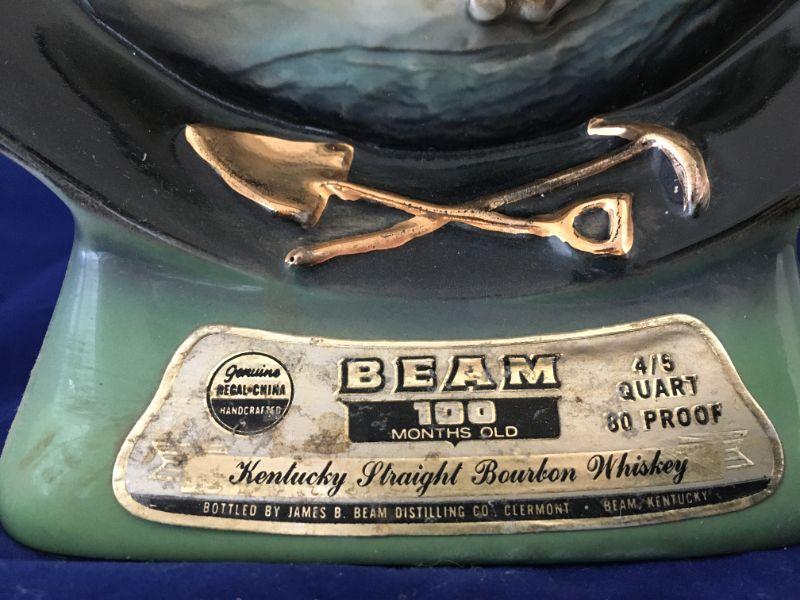 Genuine
REGAL-CHINA
HANDCRAFTED
BEAM
100
MONTHS OLD
4/5
QUART
80 PROOF
Kentucky Straight Bourbon Whiskey
BOTTLED BY JAMES B. BEAM DISTILLING CO. CLERMONT • BEAM, KENTUCKY